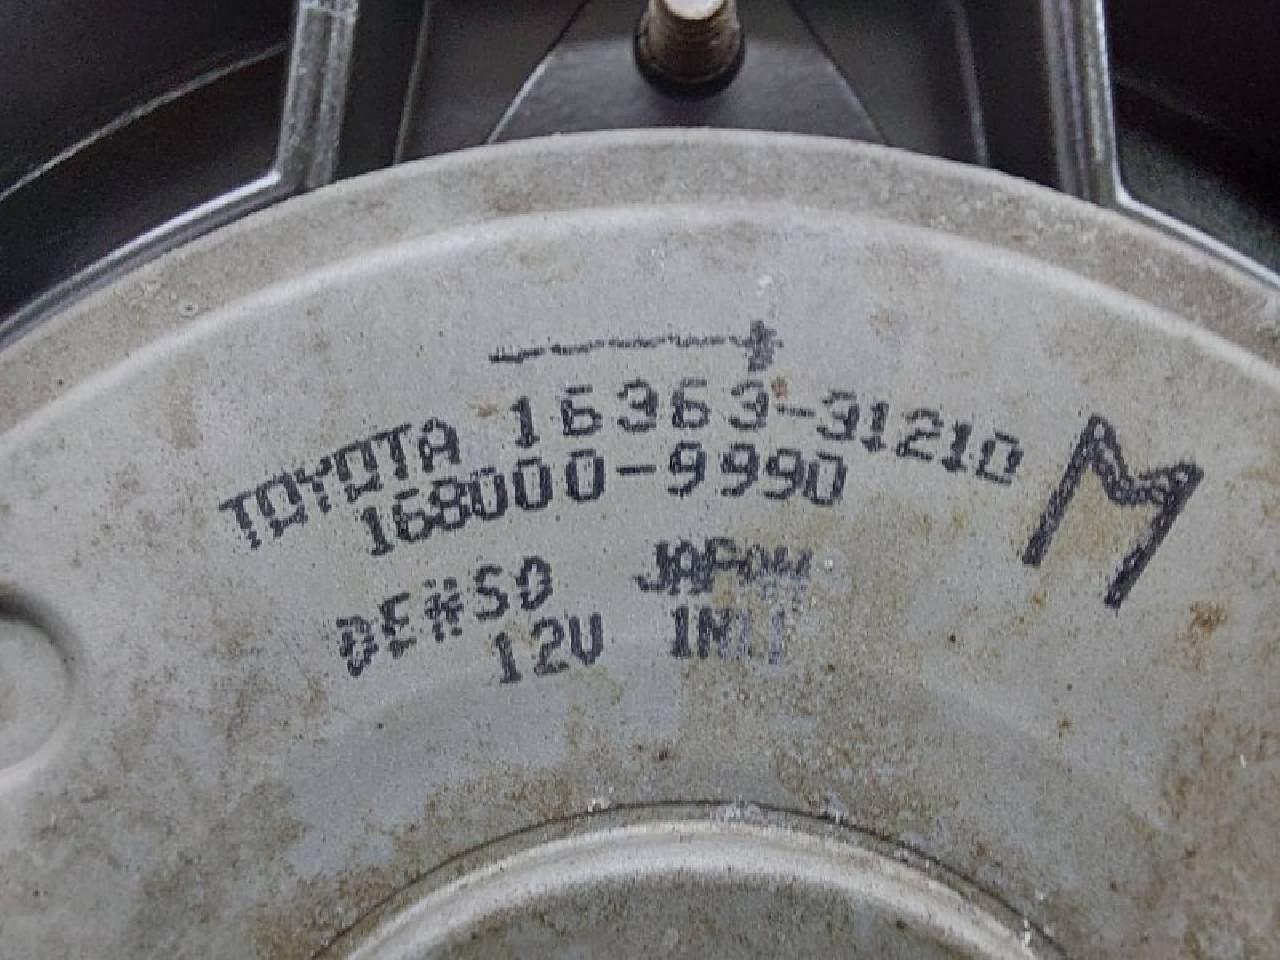 TOYOTA 16363-31210
168000-9990
M
DENSO JAPAN
12V